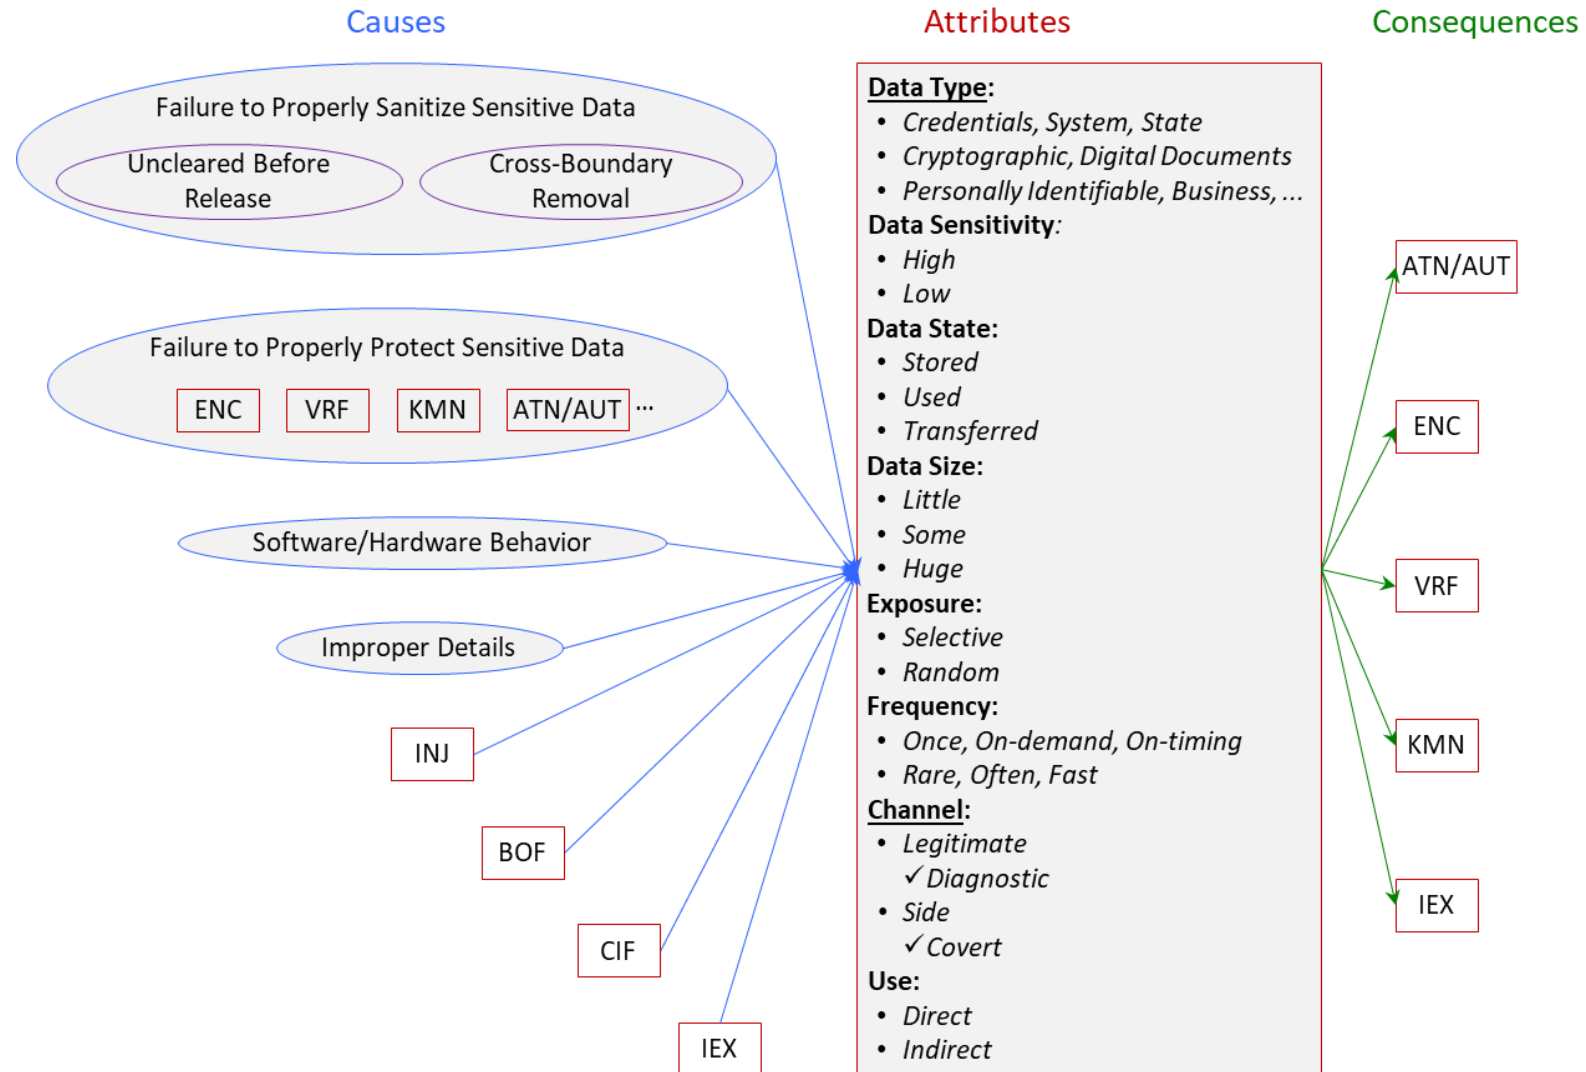 Causes
Attributes
Consequences
Failure to Properly Sanitize Sensitive Data
Uncleared Before
Release
Cross-Boundary
Removal
Failure to Properly Protect Sensitive Data
ENC
VRF
KMN
ATN/AUT
...
Software/Hardware Behavior
Improper Details
INJ
BOF
CIF
IEX
Data Type:
• Credentials, System, State
• Cryptographic, Digital Documents
• Personally Identifiable, Business, ...
Data Sensitivity:
• High
• Low
Data State:
• Stored
• Used
• Transferred
Data Size:
• Little
• Some
• Huge
Exposure:
• Selective
• Random
Frequency:
• Once, On-demand, On-timing
• Rare, Often, Fast
Channel:
• Legitimate
✓ Diagnostic
• Side
✓ Covert
Use:
• Direct
• Indirect
ATN/AUT
ENC
VRF
KMN
IEX